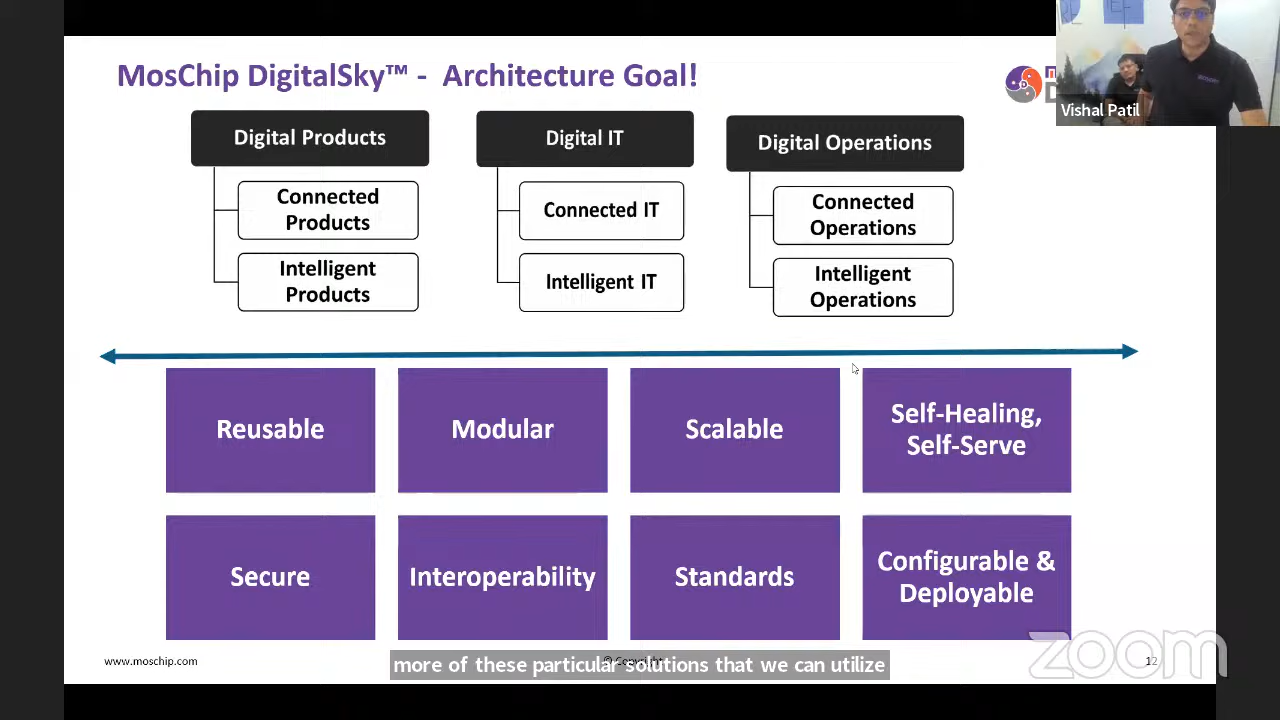 MosChip DigitalSky™ - Architecture Goal!
Vishal Patil
Digital Products
Connected
Products
Intelligent
Products
Digital IT
Connected IT
Intelligent IT
Digital Operations
Connected
Operations
Intelligent
Operations
Reusable
Modular
Scalable
Self-Healing,
Self-Serve
Secure
Interoperability
Standards
Configurable &
Deployable
www.moschip.com
more of these particular solutions that we can utilize
12
zoom